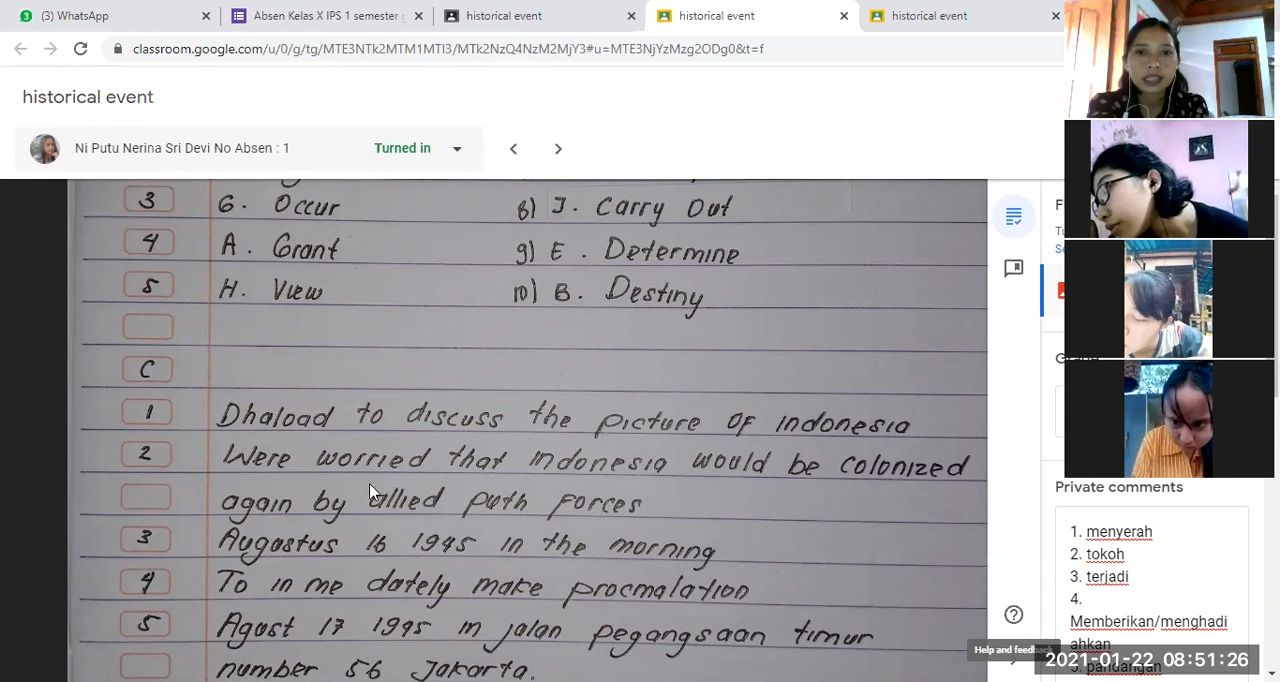 (3) WhatsApp
Absen Kelas X IPS 1 semester
historical event
historical event
historical event
classroom.google.com/u/0/g/tg/MTE3NTk2MTM1MTI3/MTk2NzQ4NzM2MjY3#u=MTE3NjYzMzg2ODg0&t=f
historical event
Ni Putu Nerina Sri Devi No Absen : 1
Turned in
3 G. Occur 8) J. Carry Out
4 A. Grant 9) E. Determine
5 H. View 10) B. Destiny
C
1 Dhaload to discuss the picture OF Indonesia
2 Were worried that Indonesia would be colonized
again by allied puth forces
3 Augustus 16 1945 in the morning
4 To in me dately make procmalation
5 Agust 17 1945 in jalan pegangsaan timur
number 56 Jakarta.
Private comments
1. menyerah
2. tokoh
3. terjadi
4.
Memberikan/menghadi
ahkan
5. pandangan
Help and feedback
2021-01-22 08:51:26